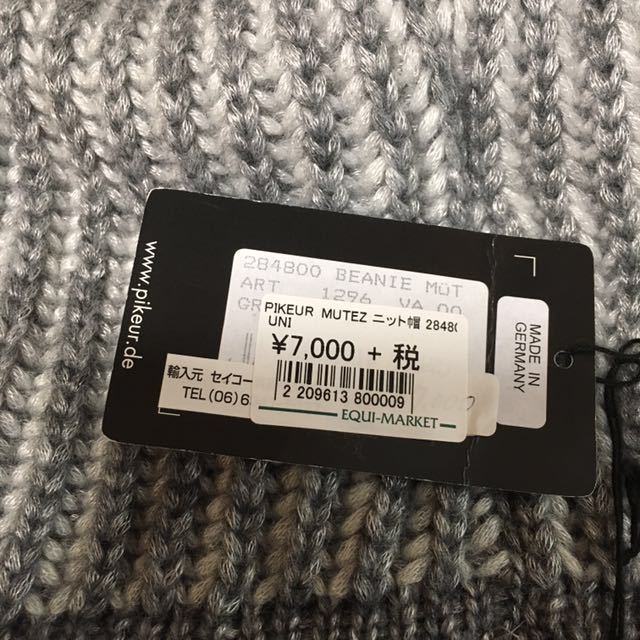 www.pikeur.de
284800 BEANIE MÜT
ART 1296 VA 00
PIKEUR MUTEZ ニット帽 28480
UNI
¥7,000 + 税
2 209613 800009
EQUI-MARKET
輸入元 セイコー
TEL(06)6
MADE IN
GERMANY